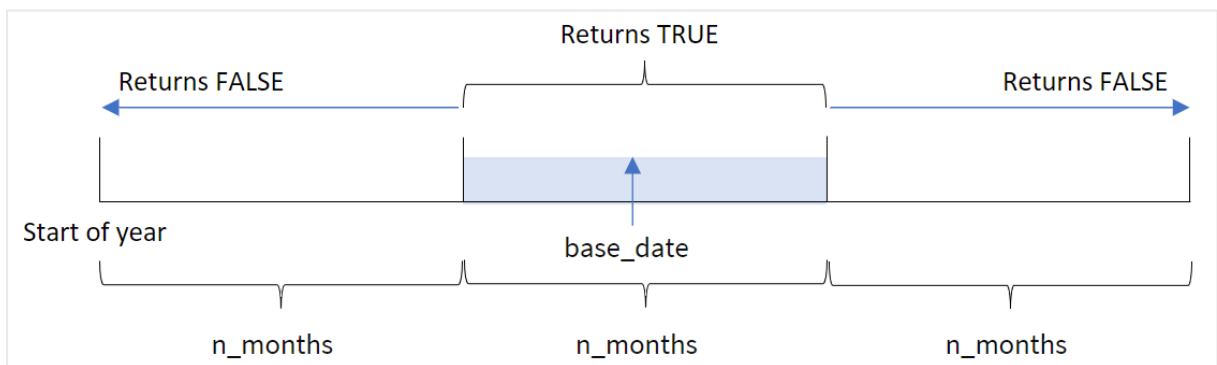 Returns TRUE
Returns FALSE
Returns FALSE
Start of year
base_date
n_months
n_months
n_months